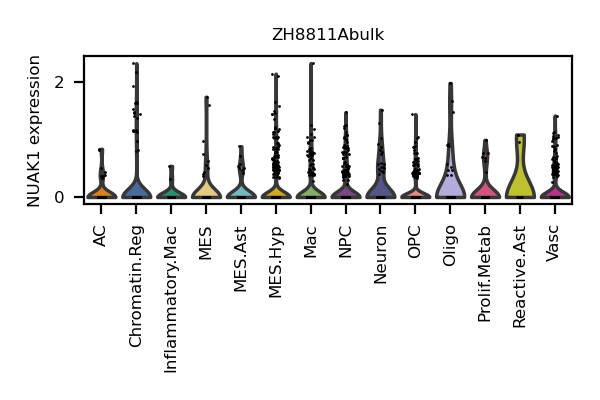 ZH8811Abulk
NUAK1 expression
2
0
AC
Chromatin.Reg
Inflammatory.Mac
MES
MES.Ast
MES.Hyp
Mac
NPC
Neuron
OPC
Oligo
Prolif.Metab
Reactive.Ast
Vasc